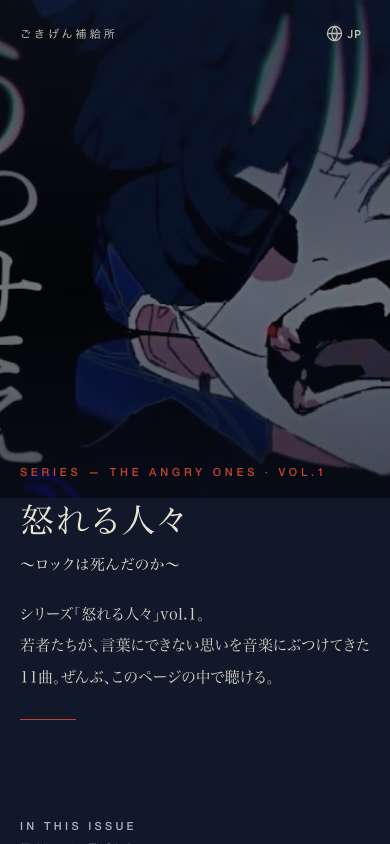 ごきげん補給所
JP
うっせぇ
SERIES — THE ANGRY ONES · VOL.1
怒れる人々
〜ロックは死んだのか〜
シリーズ「怒れる人々」vol.1。
若者たちが、言葉にできない思いを音楽にぶつけてきた
11曲。ぜんぶ、このページの中で聴ける。
IN THIS ISSUE